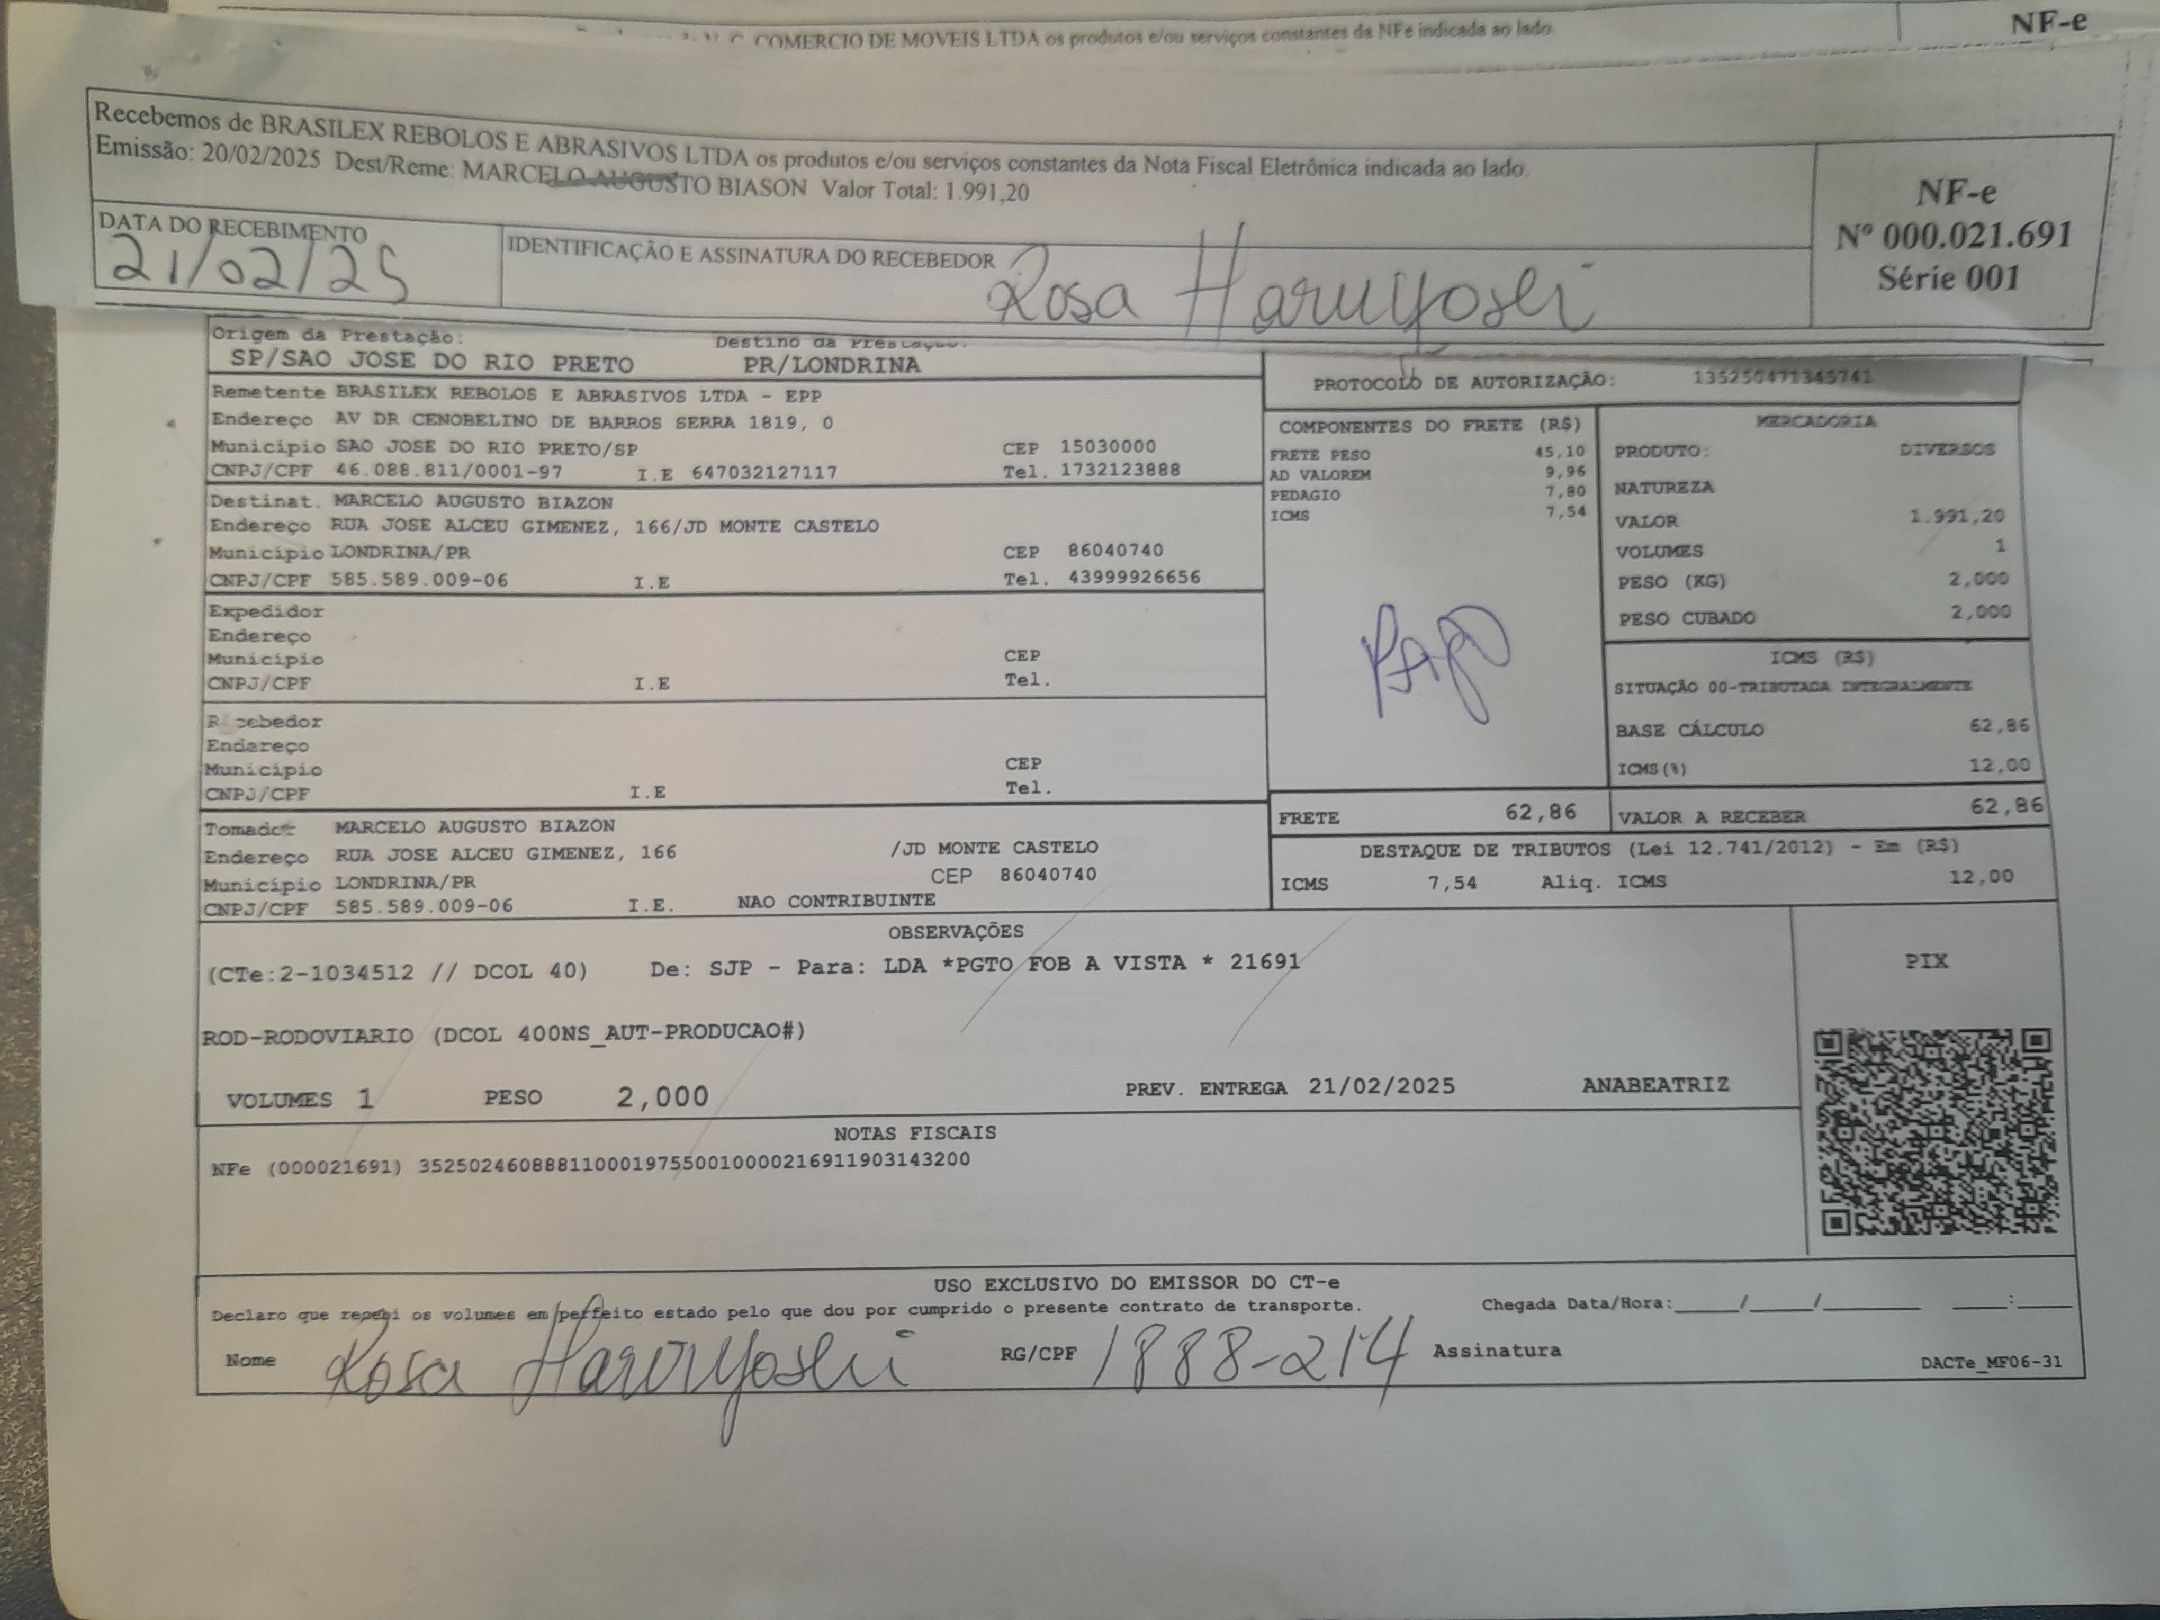 COMERCIO DE MOVEIS LTDA os produtos e/ou serviços constantes da NFe indicada ao lado
NF-e
Recebemos de BRASILEX REBOLOS E ABRASIVOS LTDA os produtos e/ou serviços constantes da Nota Fiscal Eletrônica indicada ao lado.
Emissão: 20/02/2025 Dest/Reme: MARCELO AUGUSTO BIASON Valor Total: 1.991,20
NF-e
Nº 000.021.691
Série 001
DATA DO RECEBIMENTO
21/02/25
IDENTIFICAÇÃO E ASSINATURA DO RECEBEDOR
Rosa Haruyoshi
Origem da Prestação: Destino da Prestação:
SP/SAO JOSE DO RIO PRETO PR/LONDRINA
PROTOCOLO DE AUTORIZAÇÃO: 135250471345741
Remetente BRASILEX REBOLOS E ABRASIVOS LTDA - EPP
Endereço AV DR CENOBELINO DE BARROS SERRA 1819, 0
Município SAO JOSE DO RIO PRETO/SP CEP 15030000
CNPJ/CPF 46.088.811/0001-97 I.E 647032127117 Tel. 1732123888
Destinat. MARCELO AUGUSTO BIAZON
Endereço RUA JOSE ALCEU GIMENEZ, 166/JD MONTE CASTELO
Município LONDRINA/PR CEP 86040740
CNPJ/CPF 585.589.009-06 I.E Tel. 43999926656
Expedidor
Endereço
Município CEP
CNPJ/CPF I.E Tel.
Recebedor
Endereço
Município CEP
CNPJ/CPF I.E Tel.
Tomador MARCELO AUGUSTO BIAZON
Endereço RUA JOSE ALCEU GIMENEZ, 166 /JD MONTE CASTELO
Município LONDRINA/PR CEP 86040740
CNPJ/CPF 585.589.009-06 I.E. NAO CONTRIBUINTE
COMPONENTES DO FRETE (R$)
FRETE PESO 45,10
AD VALOREM 9,96
PEDAGIO 7,80
ICMS 7,54
Pago
MERCADORIA
PRODUTO: DIVERSOS
NATUREZA
VALOR 1.991,20
VOLUMES 1
PESO (KG) 2,000
PESO CUBADO 2,000
ICMS (R$)
SITUAÇÃO 00-TRIBUTADA INTEGRALMENTE
BASE CÁLCULO 62,86
ICMS(%) 12,00
FRETE 62,86 VALOR A RECEBER 62,86
DESTAQUE DE TRIBUTOS (Lei 12.741/2012) - Em (R$)
ICMS 7,54 Aliq. ICMS 12,00
OBSERVAÇÕES
(CTe:2-1034512 // DCOL 40) De: SJP - Para: LDA *PGTO FOB A VISTA * 21691
ROD-RODOVIARIO (DCOL 400NS_AUT-PRODUCAO#)
VOLUMES 1 PESO 2,000 PREV. ENTREGA 21/02/2025 ANABEATRIZ
PIX
NOTAS FISCAIS
NFe (000021691) 35250246088811000197550010000216911903143200
USO EXCLUSIVO DO EMISSOR DO CT-e
Declaro que recebi os volumes em perfeito estado pelo que dou por cumprido o presente contrato de transporte. Chegada Data/Hora:____/____/________ ____:____
Nome Rosa Haruyoshi RG/CPF 1888-214 Assinatura
DACTe_MF06-31